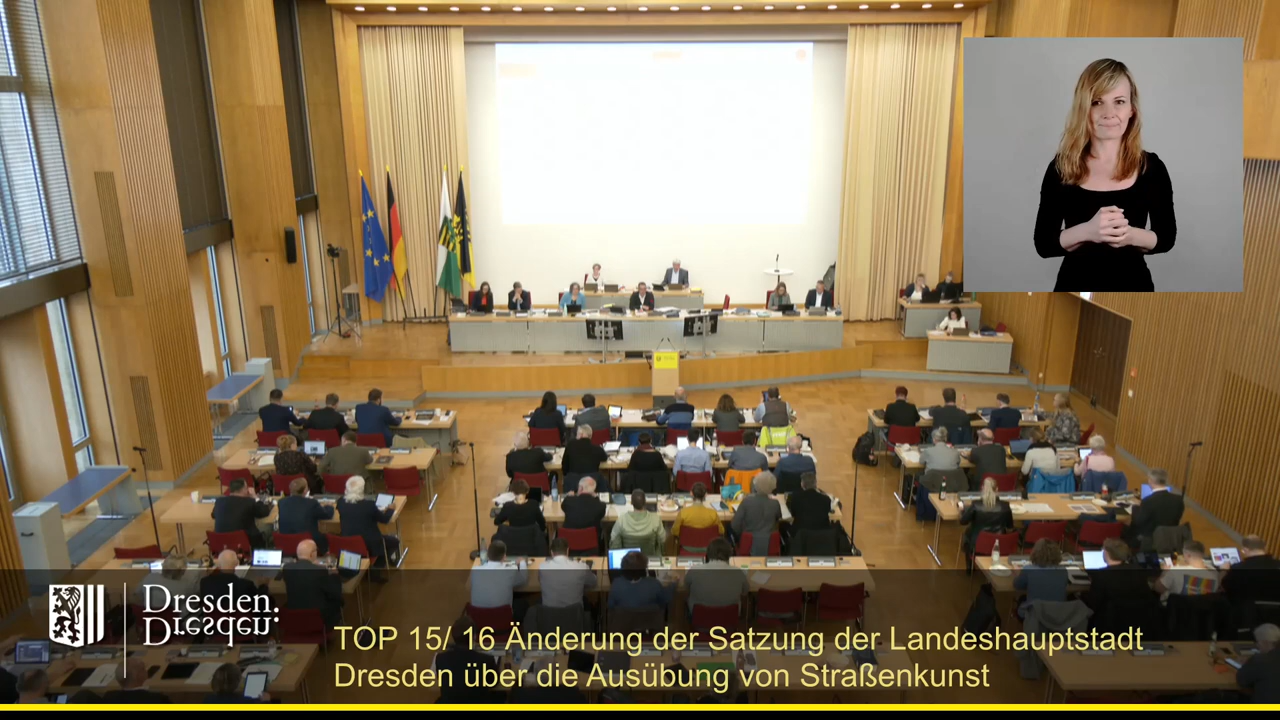 Dresden.
Dresden.
TOP 15/ 16 Änderung der Satzung der Landeshauptstadt
Dresden über die Ausübung von Straßenkunst